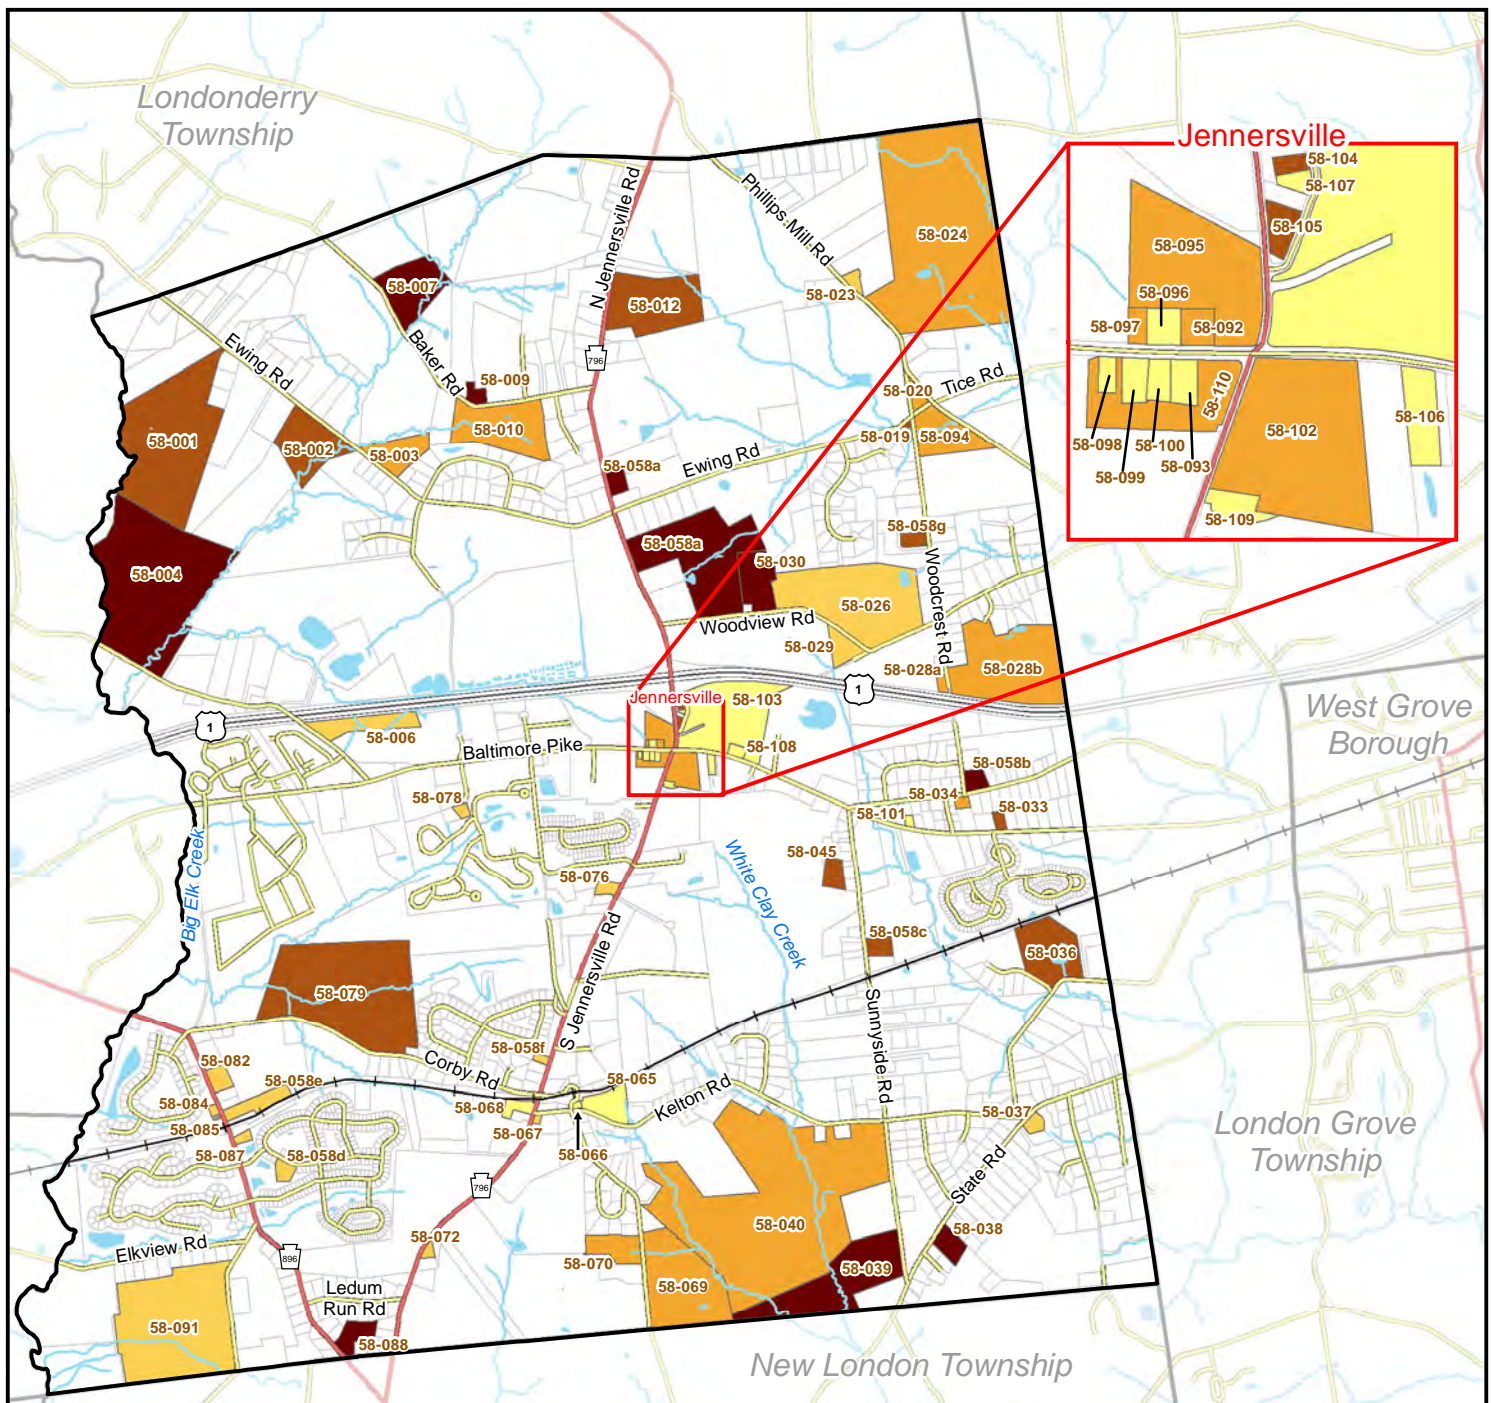 Londonderry
Township
Jennersville
58-104
58-107
58-105
58-095
58-096
58-097
58-092
58-110
58-098
58-100
58-093
58-099
58-102
58-106
58-109
Phillips Mill Rd
N Jennersville Rd
58-024
58-007
58-023
58-012
796
Ewing Rd
Baker Rd
58-009
Tice Rd
58-020
58-001
58-002
58-003
58-010
58-019
58-094
58-058a
Ewing Rd
58-058g
58-058a
58-030
58-004
58-026
Woodcrest Rd
Woodview Rd
58-029
58-028a
58-028b
1
Jennersville
58-103
1
58-006
Baltimore Pike
58-108
West Grove
Borough
58-058b
58-078
58-034
58-033
58-101
Big Elk Creek
White Clay Creek
58-045
58-076
S Jennersville Rd
58-058c
58-036
58-079
Sunnyside Rd
58-058f
Corby Rd
58-082
58-058e
58-065
58-084
58-068
Kelton Rd
58-037
58-085
58-067
58-087
58-058d
58-066
London Grove
Township
796
State Rd
58-040
58-038
58-072
Elkview Rd
896
58-070
58-039
58-069
Ledum
Run Rd
58-091
58-088
New London Township